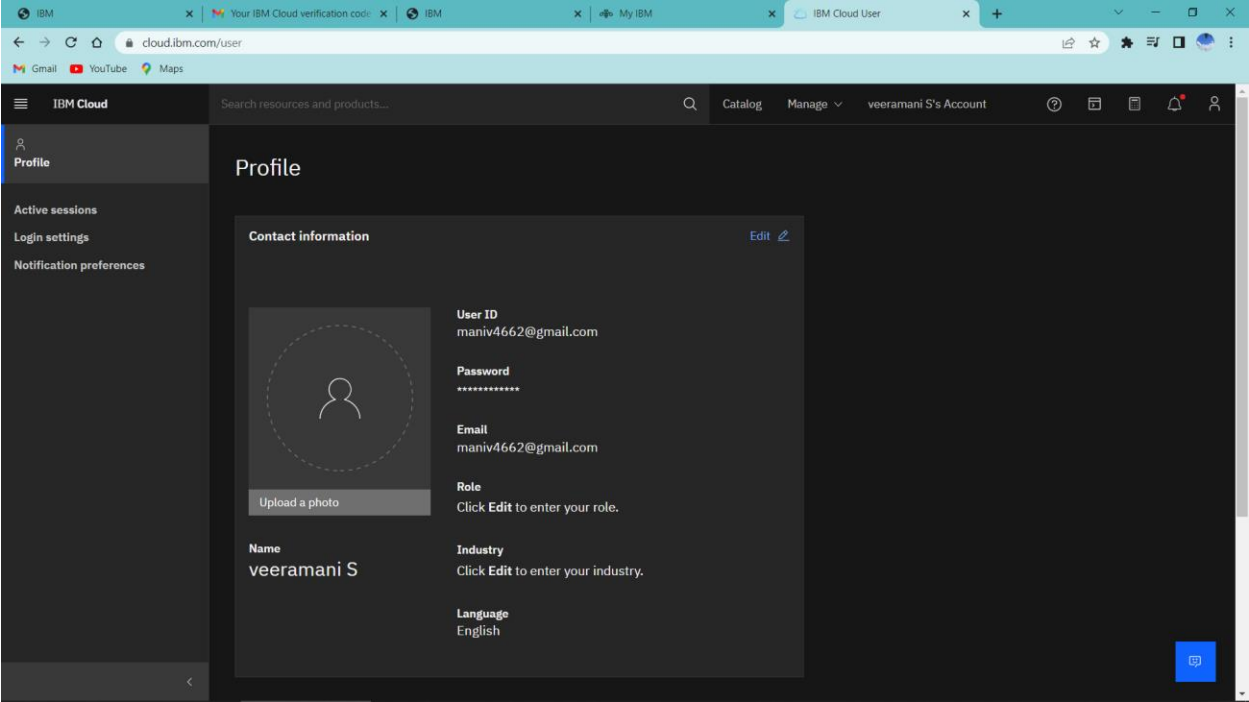 IBM
Your IBM Cloud verification code
IBM
My IBM
IBM Cloud User
cloud.ibm.com/user
Gmail YouTube Maps
IBM Cloud
Search resources and products...
Catalog
Manage
veeramani S's Account
Profile
Active sessions
Login settings
Notification preferences
Profile
Contact information
Edit
Upload a photo
Name
veeramani S
User ID
maniv4662@gmail.com
Password
************
Email
maniv4662@gmail.com
Role
Click Edit to enter your role.
Industry
Click Edit to enter your industry.
Language
English